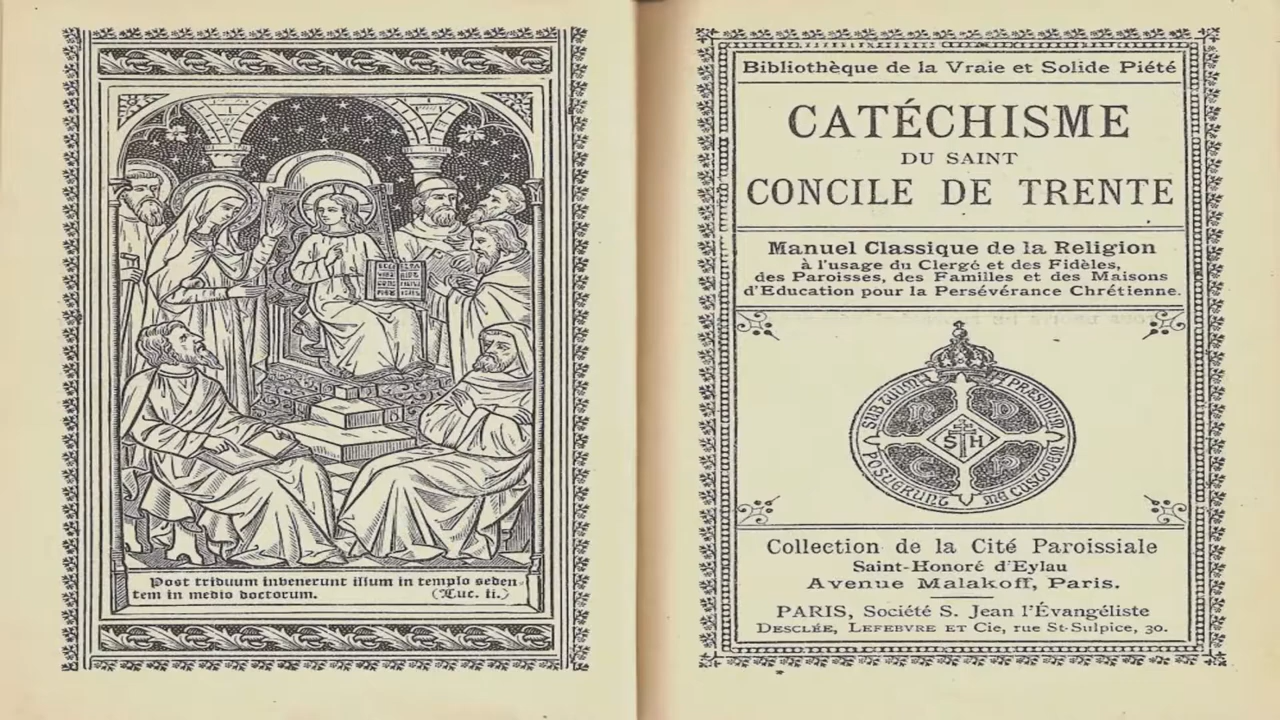 Post triduum invenerunt illum in templo seden-
tem in medio doctorum. (Luc. ii.)
Bibliothèque de la Vraie et Solide Piété
CATÉCHISME
DU SAINT
CONCILE DE TRENTE
Manuel Classique de la Religion
à l'usage du Clergé et des Fidèles,
des Paroisses, des Familles et des Maisons
d'Education pour la Persévérance Chrétienne.
SUB TUUM PRÆSIDIUM
R D
S H
C P
POSUERUNT ME CUSTODEM
Collection de la Cité Paroissiale
Saint-Honoré d'Eylau
Avenue Malakoff, Paris.
PARIS, Société S. Jean l'Évangéliste
DESCLÉE, LEFEBVRE ET Cie, rue St-Sulpice, 30.